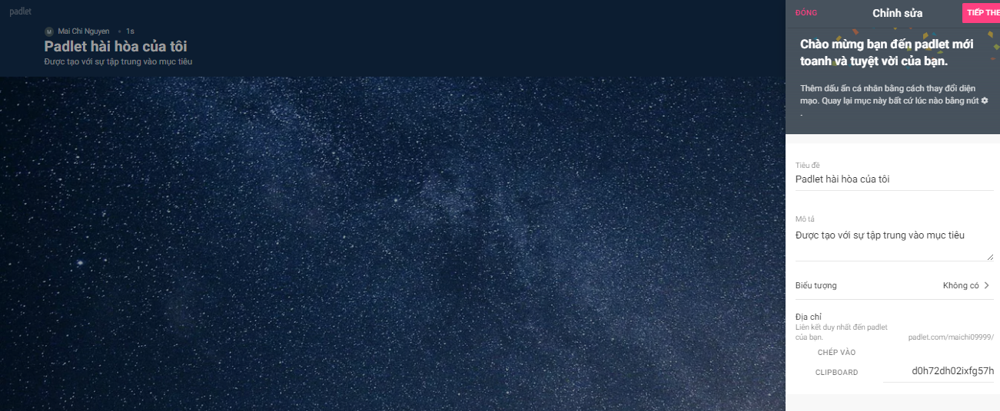 padlet
M Mai Chi Nguyen • 1s
Padlet hài hòa của tôi
Được tạo với sự tập trung vào mục tiêu
ĐÓNG
Chỉnh sửa
TIẾP THE
Chào mừng bạn đến padlet mới
toanh và tuyệt vời của bạn.
Thêm dấu ấn cá nhân bằng cách thay đổi diện
mạo. Quay lại mục này bất cứ lúc nào bằng nút
.
Tiêu đề
Padlet hài hòa của tôi
Mô tả
Được tạo với sự tập trung vào mục tiêu
Biểu tượng
Không có
Địa chỉ
Liên kết duy nhất đến padlet
của bạn.
padlet.com/maichi09999/
CHÉP VÀO
CLIPBOARD
d0h72dh02ixfg57h